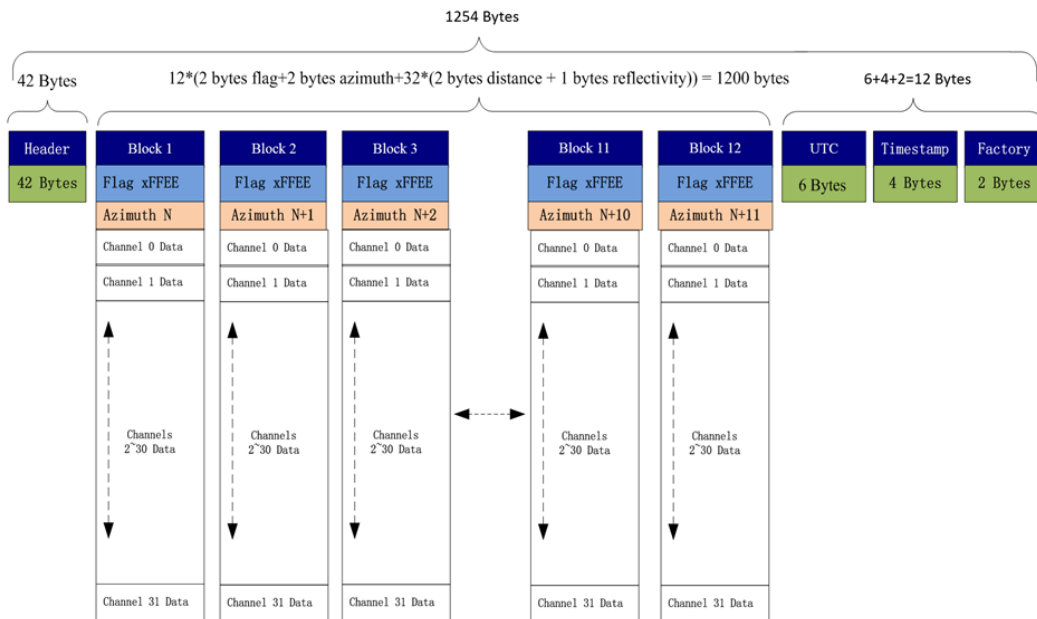 1254 Bytes
42 Bytes
12*(2 bytes flag+2 bytes azimuth+32*(2 bytes distance + 1 bytes reflectivity)) = 1200 bytes
6+4+2=12 Bytes
Header
Block 1
Block 2
Block 3
Block 11
Block 12
UTC
Timestamp
Factory
42 Bytes
Flag xFFEE
Flag xFFEE
Flag xFFEE
Flag xFFEE
Flag xFFEE
6 Bytes
4 Bytes
2 Bytes
Azimuth N
Azimuth N+1
Azimuth N+2
Azimuth N+10
Azimuth N+11
Channel 0 Data
Channel 0 Data
Channel 0 Data
Channel 0 Data
Channel 0 Data
Channel 1 Data
Channel 1 Data
Channel 1 Data
Channel 1 Data
Channel 1 Data
Channels
2~30 Data
Channels
2~30 Data
Channels
2~30 Data
Channels
2~30 Data
Channels
2~30 Data
Channel 31 Data
Channel 31 Data
Channel 31 Data
Channel 31 Data
Channel 31 Data